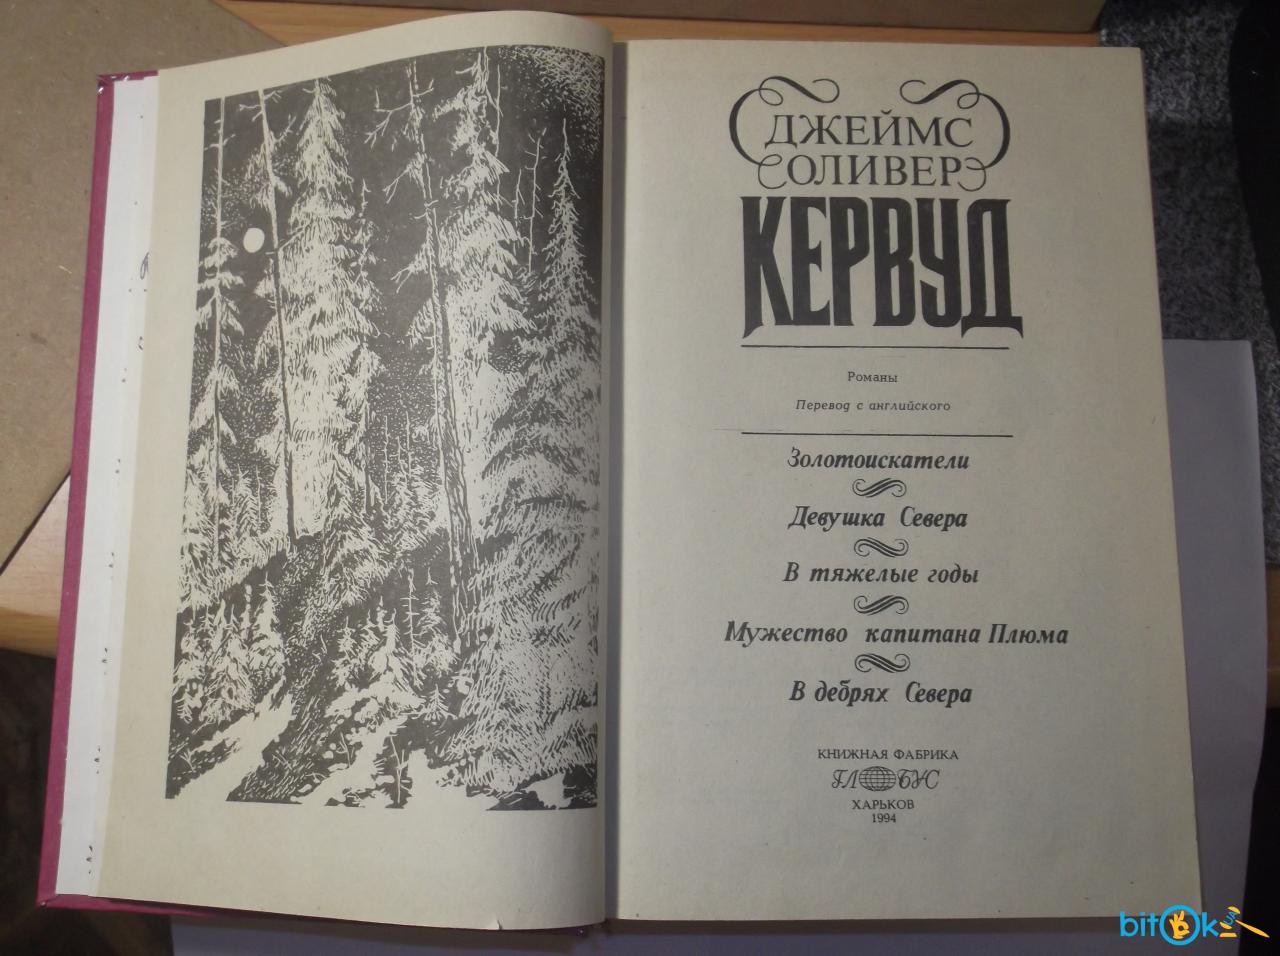 ДЖЕЙМС
ОЛИВЕР
КЕРВУД
Романы
Перевод с английского
Золотоискатели
Девушка Севера
В тяжелые годы
Мужество капитана Плюма
В дебрях Севера
КНИЖНАЯ ФАБРИКА
ГЛОБУС
ХАРЬКОВ
1994
bitOk UA